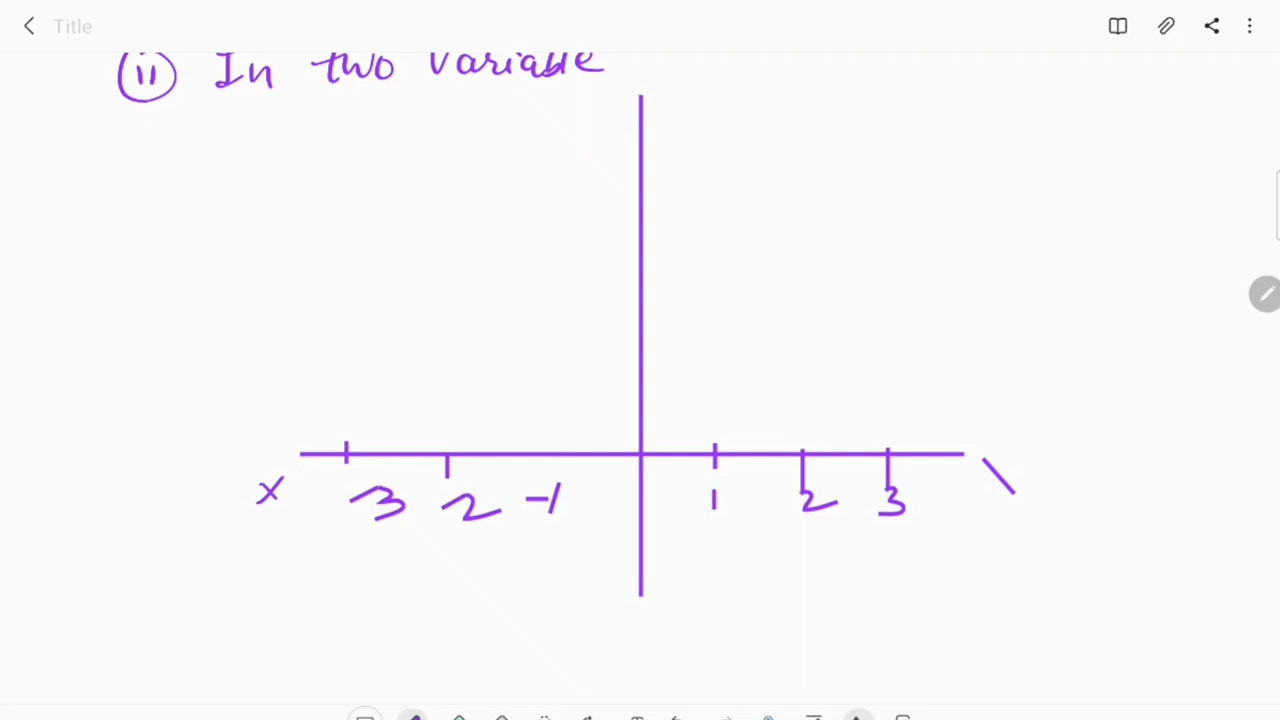 Title
(ii) In two variable
x -3 -2 -1 1 2 3 \